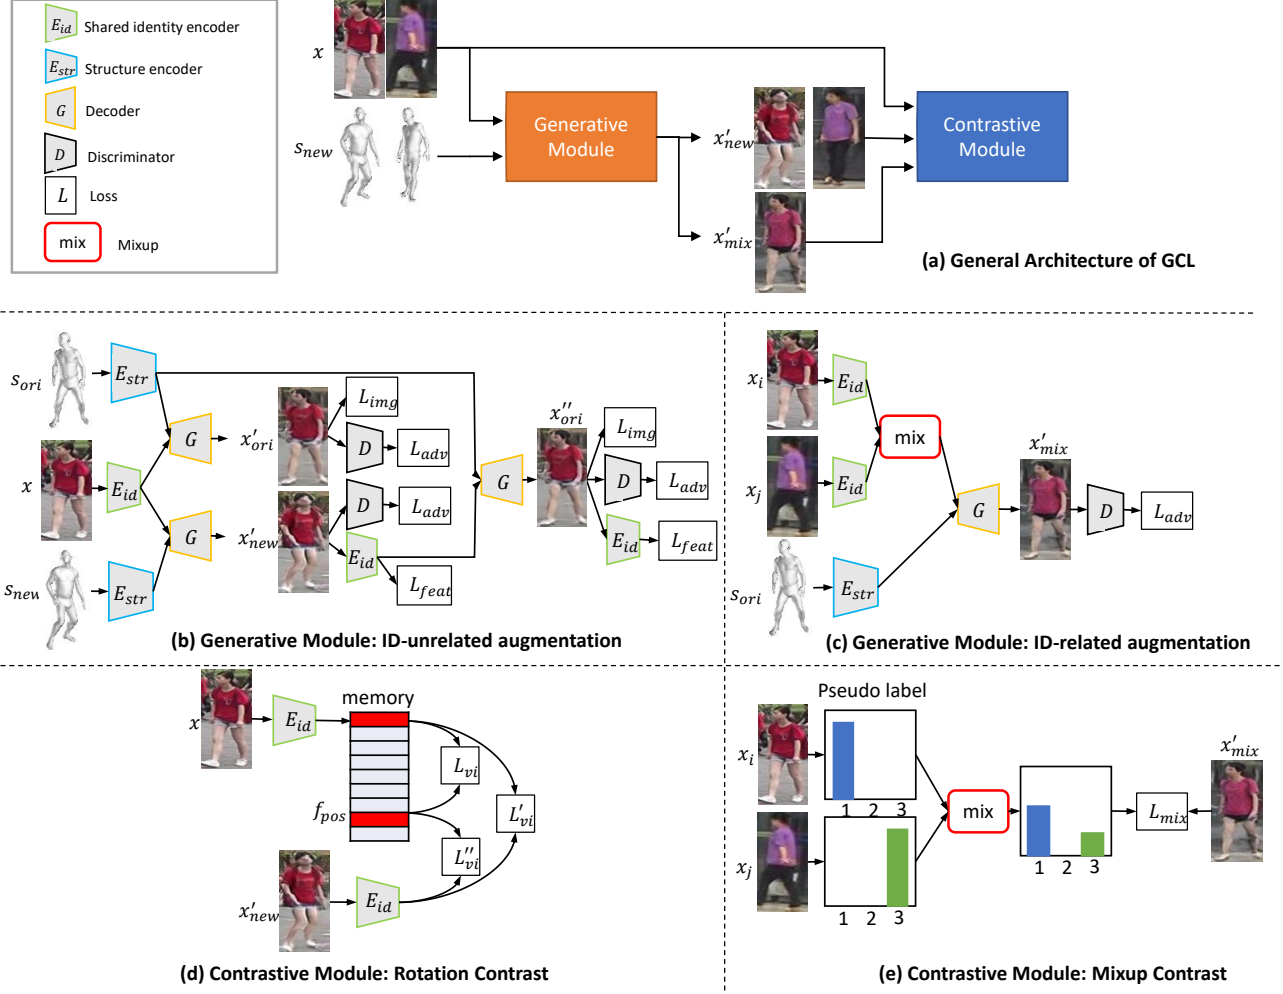 E_id Shared identity encoder
E_str Structure encoder
G Decoder
D Discriminator
L Loss
mix Mixup
x
s_new
Generative
Module
x'_new
x'_mix
Contrastive
Module
(a) General Architecture of GCL
s_ori
E_str
G
x'_ori
L_img
D
L_adv
x
E_id
G
x'_new
D
L_adv
E_id
L_feat
s_new
E_str
G
x''_ori
L_img
D
L_adv
E_id
L_feat
(b) Generative Module: ID-unrelated augmentation
x_i
E_id
mix
x_j
E_id
s_ori
E_str
G
x'_mix
D
L_adv
(c) Generative Module: ID-related augmentation
x
E_id
memory
f_pos
L_vi
L'_vi
L''_vi
x'_new
E_id
(d) Contrastive Module: Rotation Contrast
Pseudo label
x_i
1 2 3
x_j
1 2 3
mix
1 2 3
L_mix
x'_mix
(e) Contrastive Module: Mixup Contrast